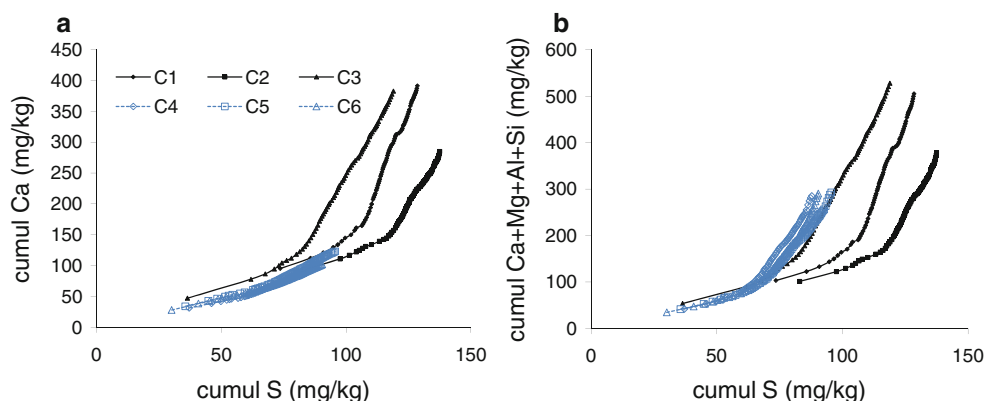 a
450
400
350
300
250
200
150
100
50
0
cumul Ca (mg/kg)
C1 C2 C3
C4 C5 C6
0 50 100 150
cumul S (mg/kg)
b
600
500
400
300
200
100
0
cumul Ca+Mg+Al+Si (mg/kg)
0 50 100 150
cumul S (mg/kg)